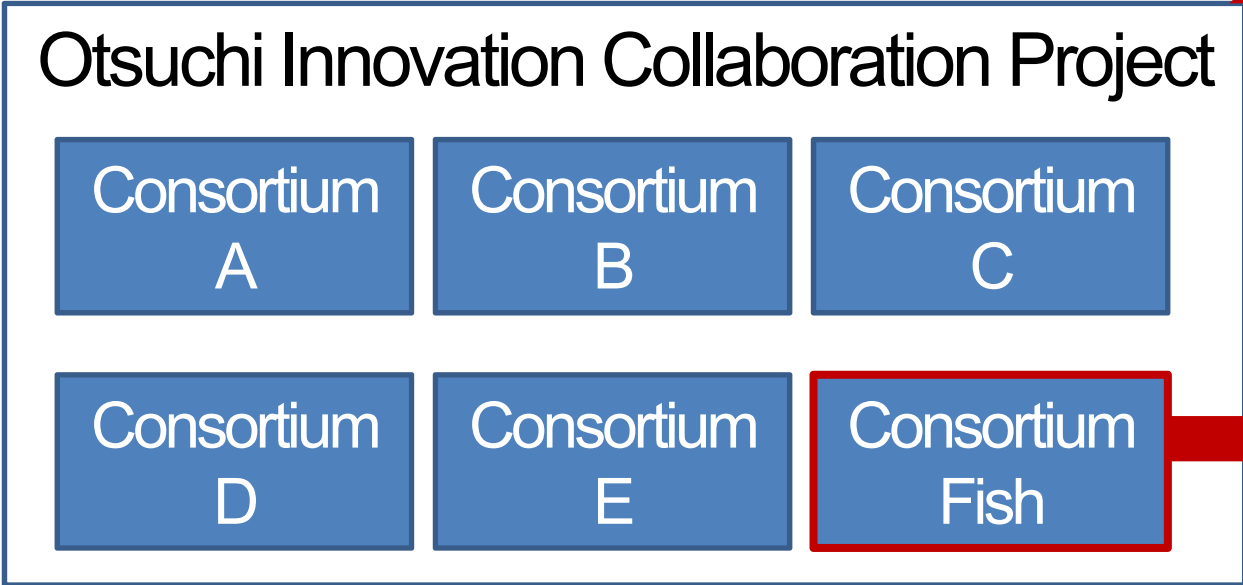 Otsuchi Innovation Collaboration Project
Consortium
A
Consortium
B
Consortium
C
Consortium
D
Consortium
E
Consortium
Fish